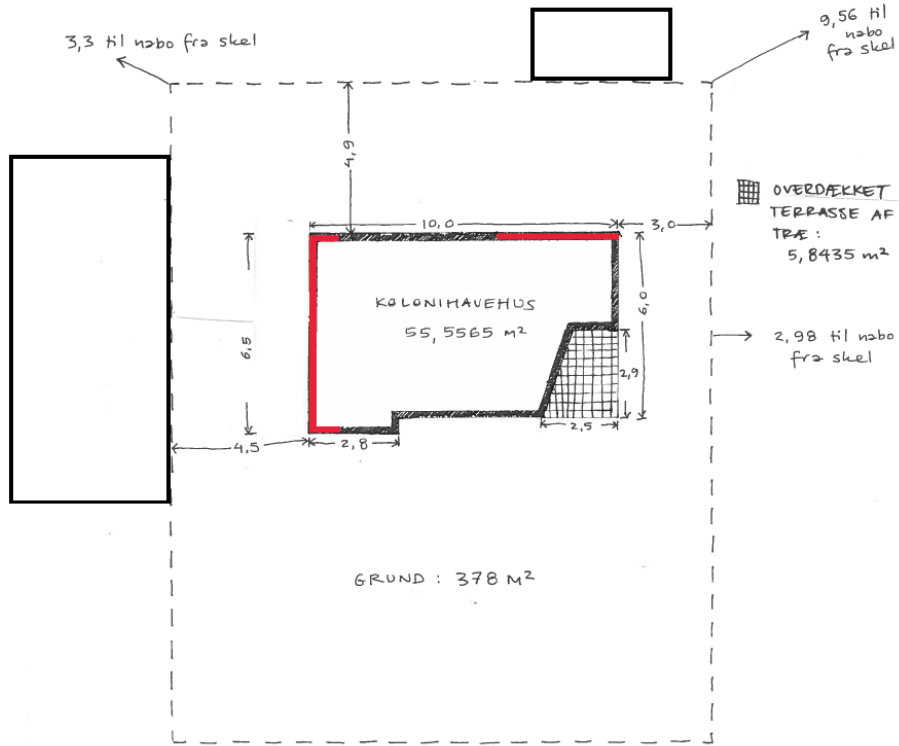 3,3 til nabo fra skel
9,56 til
nabo
fra skel
4,9
10,0
3,0
OVERDÆKKET
TERRASSE AF
TRÆ :
5,8435 m²
KOLONIHAVEHUS
55,5565 m²
6,5
6,0
2,9
2,98 til nabo
fra skel
2,5
4,5
2,8
GRUND : 378 M²